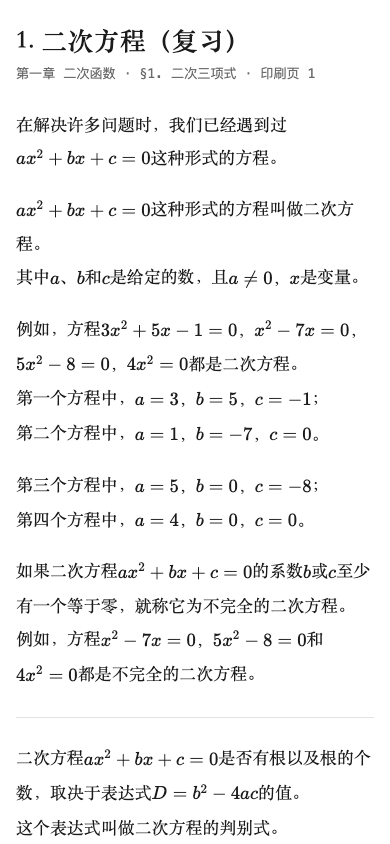 1. 二次方程（复习）
第一章 二次函数 · §1. 二次三项式 · 印刷页 1
在解决许多问题时，我们已经遇到过
ax² + bx + c = 0这种形式的方程。
ax² + bx + c = 0这种形式的方程叫做二次方
程。
其中a、b和c是给定的数，且a ≠ 0，x是变量。
例如，方程3x² + 5x − 1 = 0，x² − 7x = 0，
5x² − 8 = 0，4x² = 0都是二次方程。
第一个方程中，a = 3，b = 5，c = −1；
第二个方程中，a = 1，b = −7，c = 0。
第三个方程中，a = 5，b = 0，c = −8；
第四个方程中，a = 4，b = 0，c = 0。
如果二次方程ax² + bx + c = 0的系数b或c至少
有一个等于零，就称它为不完全的二次方程。
例如，方程x² − 7x = 0，5x² − 8 = 0和
4x² = 0都是不完全的二次方程。
二次方程ax² + bx + c = 0是否有根以及根的个
数，取决于表达式D = b² − 4ac的值。
这个表达式叫做二次方程的判别式。